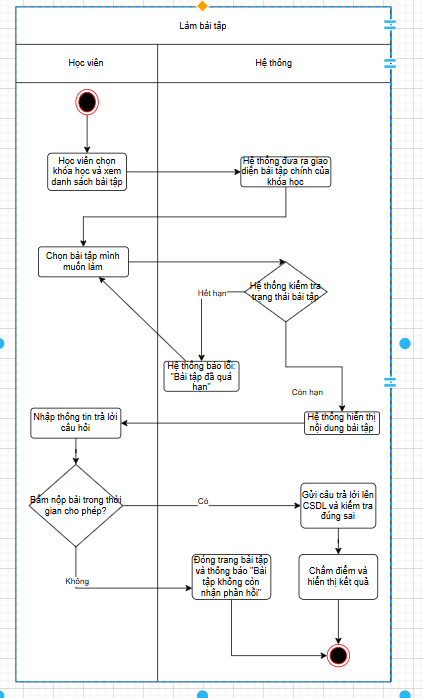 Làm bài tập
Học viên
Hệ thống
Học viên chọn
khóa học và xem
danh sách bài tập
Hệ thống đưa ra giao
diện bài tập chính của
khóa học
Chọn bài tập mình
muốn làm
Hệ thống kiểm tra
trạng thái bài tập
Hết hạn
Hệ thống báo lỗi:
"Bài tập đã quá
hạn"
Còn hạn
Nhập thông tin trả lời
câu hỏi
Hệ thống hiển thị
nội dung bài tập
Bấm nộp bài trong thời
gian cho phép?
Có
Gửi câu trả lời lên
CSDL và kiểm tra
đúng sai
Không
Đóng trang bài tập
và thông báo "Bài
tập không còn
nhận phản hồi"
Chấm điểm và
hiển thị kết quả